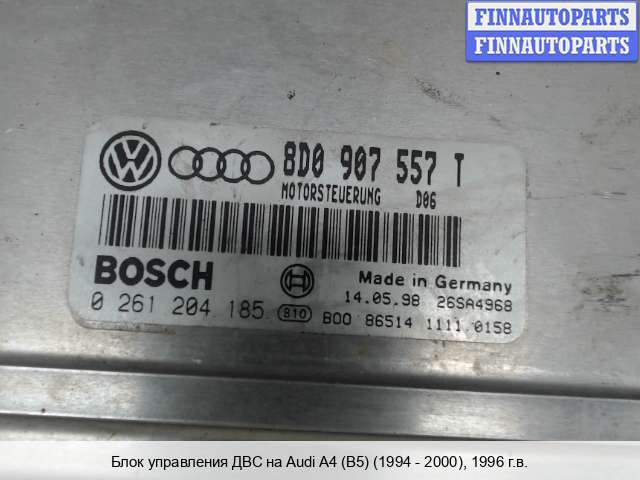 FINNAUTOPARTS
FINNAUTOPARTS
8D0 907 557 T
MOTORSTEUERUNG D06
BOSCH
Made in Germany
14.05.98 26SA4968
0 261 204 185 810 B00 86514 1111 0158
Блок управления ДВС на Audi A4 (B5) (1994 - 2000), 1996 г.в.